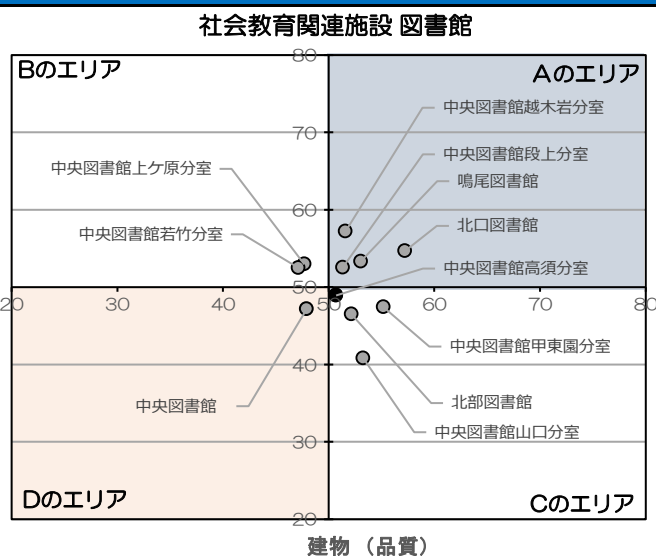 社会教育関連施設 図書館
80
Bのエリア
Aのエリア
中央図書館越木岩分室
70
中央図書館段上分室
中央図書館上ケ原分室
鳴尾図書館
60
北口図書館
中央図書館若竹分室
中央図書館高須分室
50
20 30 40 50 60 70 80
中央図書館甲東園分室
40
中央図書館
北部図書館
中央図書館山口分室
30
Dのエリア
Cのエリア
20
建物 （品質）